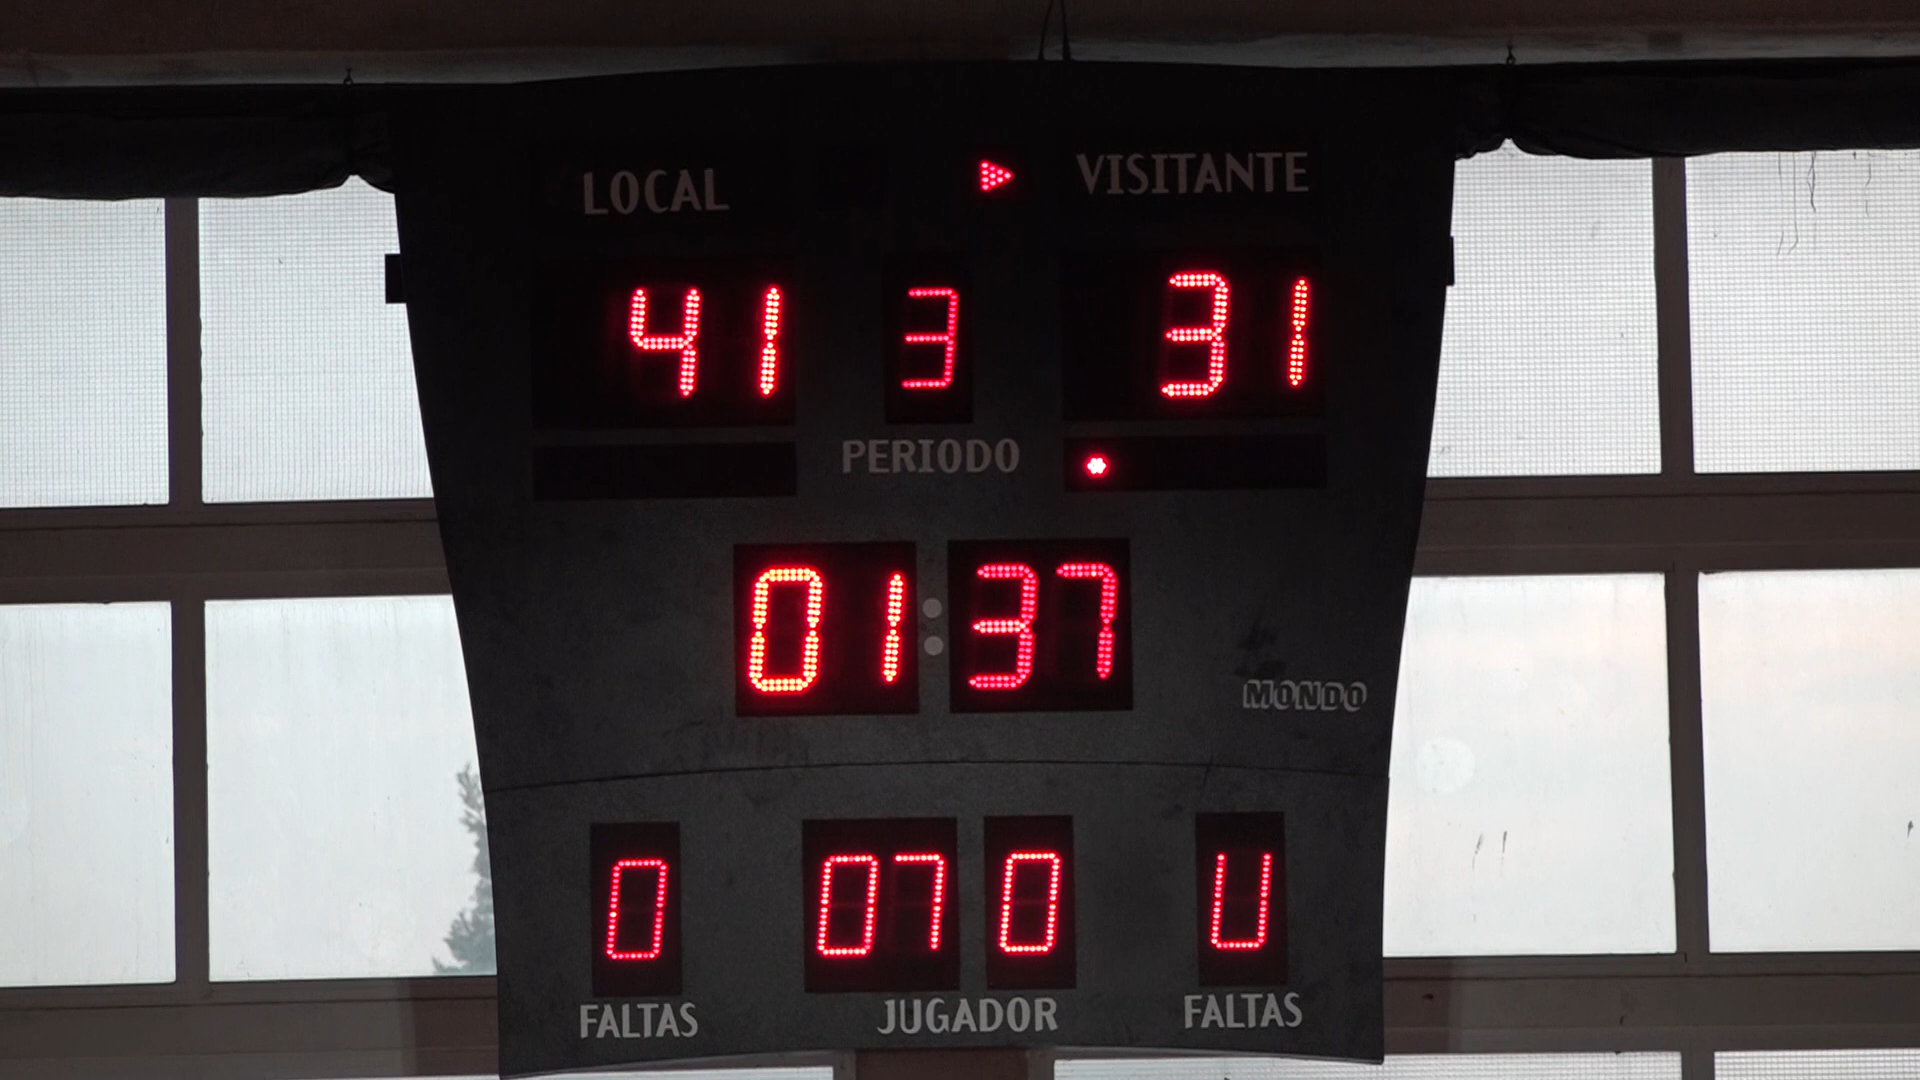 LOCAL VISITANTE
41 3 31
PERIODO
01:37
MONDO
0 07 0 U
FALTAS JUGADOR FALTAS